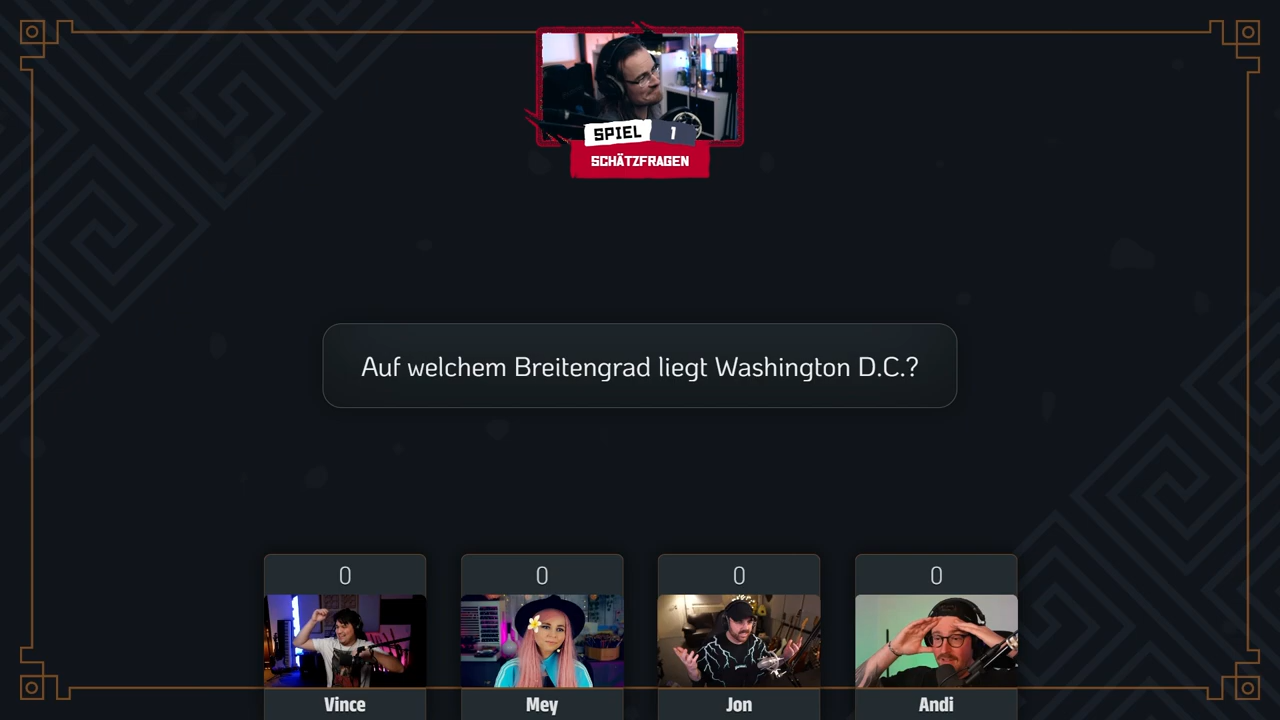 SPIEL 1
SCHÄTZFRAGEN
Auf welchem Breitengrad liegt Washington D.C.?
0 0 0 0
Vince Mey Jon Andi